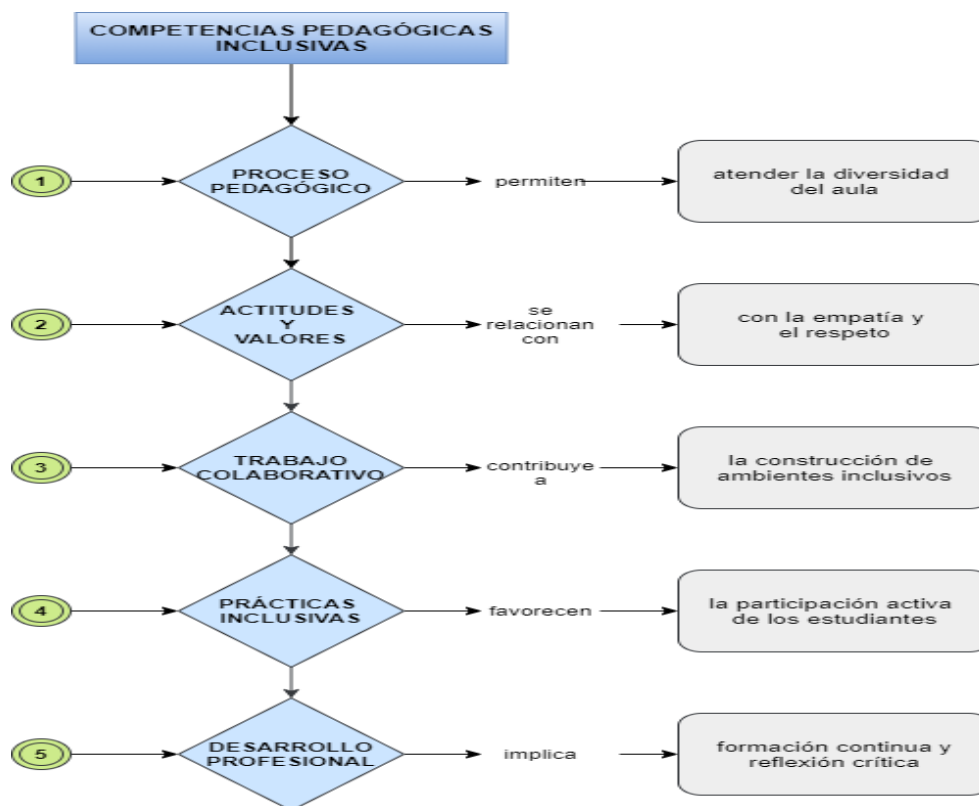 COMPETENCIAS PEDAGÓGICAS
INCLUSIVAS
1
PROCESO
PEDAGÓGICO
permiten
atender la diversidad
del aula
2
ACTITUDES
Y
VALORES
se
relacionan
con
con la empatía y
el respeto
3
TRABAJO
COLABORATIVO
contribuye
a
la construcción de
ambientes inclusivos
4
PRÁCTICAS
INCLUSIVAS
favorecen
la participación activa
de los estudiantes
5
DESARROLLO
PROFESIONAL
implica
formación continua y
reflexión crítica